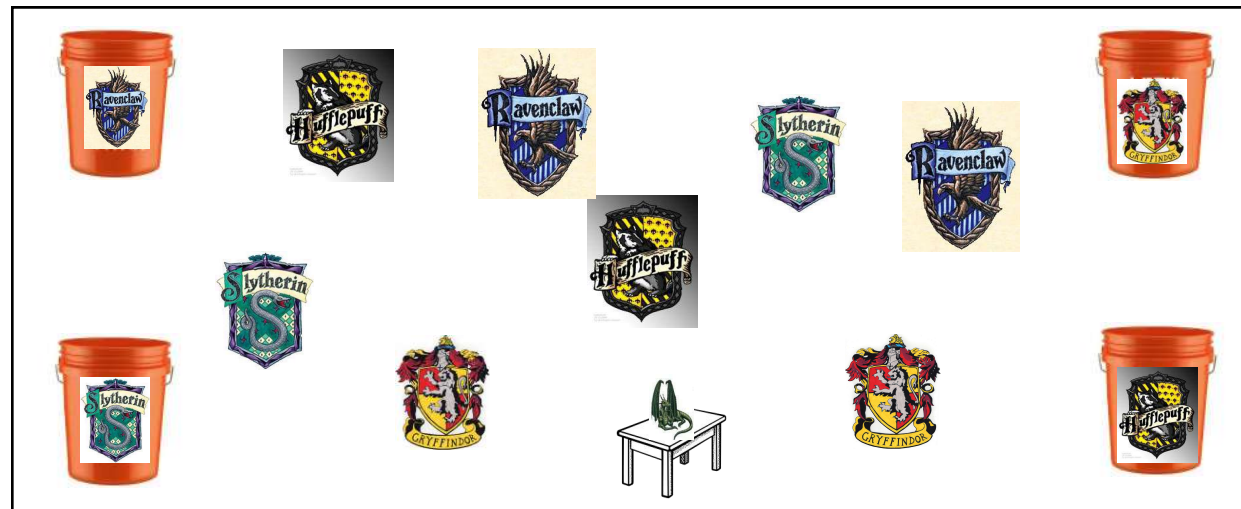 Ravenclaw
Hufflepuff
Ravenclaw
Slytherin
Ravenclaw
GRYFFINDOR
Hufflepuff
Slytherin
Slytherin
GRYFFINDOR
GRYFFINDOR
Hufflepuff